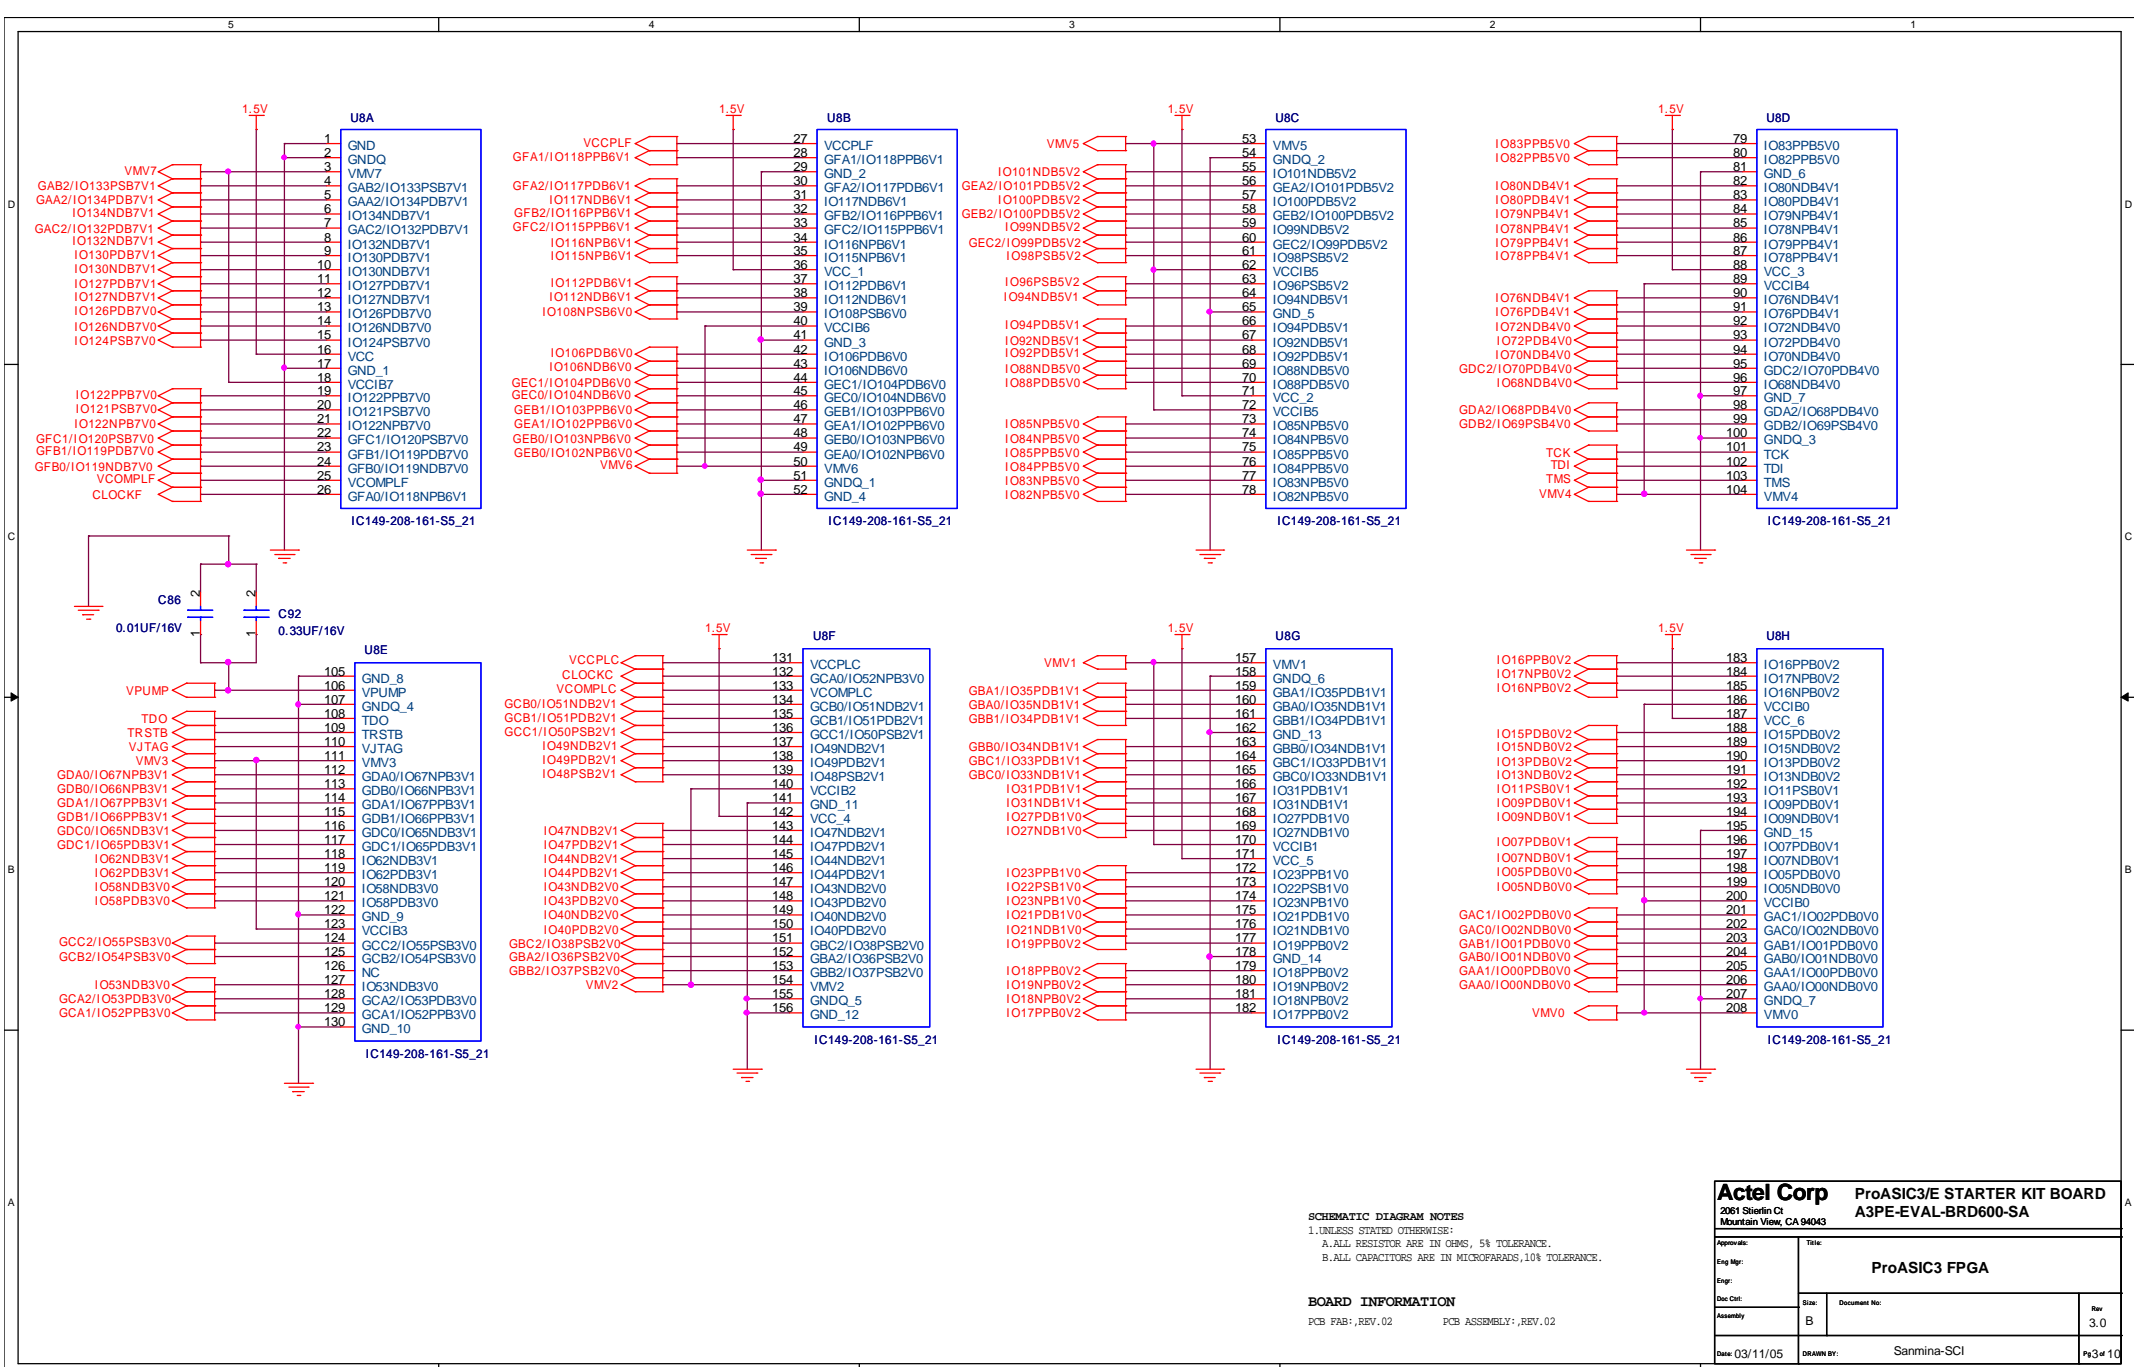 5 4 3 2 1
D
C
B
A
1.5V
U8A
1 GND
2 GNDQ
VMV7 3 VMV7
GAB2/IO133PSB7V1 4 GAB2/IO133PSB7V1
GAA2/IO134PDB7V1 5 GAA2/IO134PDB7V1
IO134NDB7V1 6 IO134NDB7V1
GAC2/IO132PDB7V1 7 GAC2/IO132PDB7V1
IO132NDB7V1 8 IO132NDB7V1
IO130PDB7V1 9 IO130PDB7V1
IO130NDB7V1 10 IO130NDB7V1
IO127PDB7V1 11 IO127PDB7V1
IO127NDB7V1 12 IO127NDB7V1
IO126PDB7V0 13 IO126PDB7V0
IO126NDB7V0 14 IO126NDB7V0
IO124PSB7V0 15 IO124PSB7V0
16 VCC
17 GND_1
18 VCCIB7
IO122PPB7V0 19 IO122PPB7V0
IO121PSB7V0 20 IO121PSB7V0
IO122NPB7V0 21 IO122NPB7V0
GFC1/IO120PSB7V0 22 GFC1/IO120PSB7V0
GFB1/IO119PDB7V0 23 GFB1/IO119PDB7V0
GFB0/IO119NDB7V0 24 GFB0/IO119NDB7V0
VCOMPLF 25 VCOMPLF
CLOCKF 26 GFA0/IO118NPB6V1
IC149-208-161-S5_21
1.5V
U8B
VCCPLF 27 VCCPLF
GFA1/IO118PPB6V1 28 GFA1/IO118PPB6V1
29 GND_2
GFA2/IO117PDB6V1 30 GFA2/IO117PDB6V1
IO117NDB6V1 31 IO117NDB6V1
GFB2/IO116PPB6V1 32 GFB2/IO116PPB6V1
GFC2/IO115PPB6V1 33 GFC2/IO115PPB6V1
IO116NPB6V1 34 IO116NPB6V1
IO115NPB6V1 35 IO115NPB6V1
36 VCC_1
IO112PDB6V1 37 IO112PDB6V1
IO112NDB6V1 38 IO112NDB6V1
IO108NPSB6V0 39 IO108PSB6V0
40 VCCIB6
41 GND_3
IO106PDB6V0 42 IO106PDB6V0
IO106NDB6V0 43 IO106NDB6V0
GEC1/IO104PDB6V0 44 GEC1/IO104PDB6V0
GEC0/IO104NDB6V0 45 GEC0/IO104NDB6V0
GEB1/IO103PPB6V0 46 GEB1/IO103PPB6V0
GEA1/IO102PPB6V0 47 GEA1/IO102PPB6V0
GEB0/IO103NPB6V0 48 GEB0/IO103NPB6V0
GEB0/IO102NPB6V0 49 GEA0/IO102NPB6V0
VMV6 50 VMV6
51 GNDQ_1
52 GND_4
IC149-208-161-S5_21
1.5V
U8C
VMV5 53 VMV5
54 GNDQ_2
IO101NDB5V2 55 IO101NDB5V2
GEA2/IO101PDB5V2 56 GEA2/IO101PDB5V2
IO100PDB5V2 57 IO100PDB5V2
GEB2/IO100PDB5V2 58 GEB2/IO100PDB5V2
IO99NDB5V2 59 IO99NDB5V2
GEC2/IO99PDB5V2 60 GEC2/IO99PDB5V2
IO98PSB5V2 61 IO98PSB5V2
62 VCCIB5
IO96PSB5V2 63 IO96PSB5V2
IO94NDB5V1 64 IO94NDB5V1
65 GND_5
IO94PDB5V1 66 IO94PDB5V1
IO92NDB5V1 67 IO92NDB5V1
IO92PDB5V1 68 IO92PDB5V1
IO88NDB5V0 69 IO88NDB5V0
IO88PDB5V0 70 IO88PDB5V0
71 VCC_2
72 VCCIB5
IO85NPB5V0 73 IO85NPB5V0
IO84NPB5V0 74 IO84NPB5V0
IO85PPB5V0 75 IO85PPB5V0
IO84PPB5V0 76 IO84PPB5V0
IO83NPB5V0 77 IO83NPB5V0
IO82NPB5V0 78 IO82NPB5V0
IC149-208-161-S5_21
1.5V
U8D
IO83PPB5V0 79 IO83PPB5V0
IO82PPB5V0 80 IO82PPB5V0
81 GND_6
IO80NDB4V1 82 IO80NDB4V1
IO80PDB4V1 83 IO80PDB4V1
IO79NPB4V1 84 IO79NPB4V1
IO78NPB4V1 85 IO78NPB4V1
IO79PPB4V1 86 IO79PPB4V1
IO78PPB4V1 87 IO78PPB4V1
88 VCC_3
89 VCCIB4
IO76NDB4V1 90 IO76NDB4V1
IO76PDB4V1 91 IO76PDB4V1
IO72NDB4V0 92 IO72NDB4V0
IO72PDB4V0 93 IO72PDB4V0
IO70NDB4V0 94 IO70NDB4V0
GDC2/IO70PDB4V0 95 GDC2/IO70PDB4V0
IO68NDB4V0 96 IO68NDB4V0
97 GND_7
GDA2/IO68PDB4V0 98 GDA2/IO68PDB4V0
GDB2/IO69PSB4V0 99 GDB2/IO69PSB4V0
100 GNDQ_3
TCK 101 TCK
TDI 102 TDI
TMS 103 TMS
VMV4 104 VMV4
IC149-208-161-S5_21
2 2
C86
0.01UF/16V
C92
0.33UF/16V
1 1
U8E
105 GND_8
VPUMP 106 VPUMP
107 GNDQ_4
TDO 108 TDO
TRSTB 109 TRSTB
VJTAG 110 VJTAG
VMV3 111 VMV3
GDA0/IO67NPB3V1 112 GDA0/IO67NPB3V1
GDB0/IO66NPB3V1 113 GDB0/IO66NPB3V1
GDA1/IO67PPB3V1 114 GDA1/IO67PPB3V1
GDB1/IO66PPB3V1 115 GDB1/IO66PPB3V1
GDC0/IO65NDB3V1 116 GDC0/IO65NDB3V1
GDC1/IO65PDB3V1 117 GDC1/IO65PDB3V1
IO62NDB3V1 118 IO62NDB3V1
IO62PDB3V1 119 IO62PDB3V1
IO58NDB3V0 120 IO58NDB3V0
IO58PDB3V0 121 IO58PDB3V0
122 GND_9
123 VCCIB3
GCC2/IO55PSB3V0 124 GCC2/IO55PSB3V0
GCB2/IO54PSB3V0 125 GCB2/IO54PSB3V0
126 NC
IO53NDB3V0 127 IO53NDB3V0
GCA2/IO53PDB3V0 128 GCA2/IO53PDB3V0
GCA1/IO52PPB3V0 129 GCA1/IO52PPB3V0
130 GND_10
IC149-208-161-S5_21
1.5V
U8F
VCCPLC 131 VCCPLC
CLOCKC 132 GCA0/IO52NPB3V0
VCOMPLC 133 VCOMPLC
GCB0/IO51NDB2V1 134 GCB0/IO51NDB2V1
GCB1/IO51PDB2V1 135 GCB1/IO51PDB2V1
GCC1/IO50PSB2V1 136 GCC1/IO50PSB2V1
IO49NDB2V1 137 IO49NDB2V1
IO49PDB2V1 138 IO49PDB2V1
IO48PSB2V1 139 IO48PSB2V1
140 VCCIB2
141 GND_11
142 VCC_4
IO47NDB2V1 143 IO47NDB2V1
IO47PDB2V1 144 IO47PDB2V1
IO44NDB2V1 145 IO44NDB2V1
IO44PDB2V1 146 IO44PDB2V1
IO43NDB2V0 147 IO43NDB2V0
IO43PDB2V0 148 IO43PDB2V0
IO40NDB2V0 149 IO40NDB2V0
IO40PDB2V0 150 IO40PDB2V0
GBC2/IO38PSB2V0 151 GBC2/IO38PSB2V0
GBA2/IO36PSB2V0 152 GBA2/IO36PSB2V0
GBB2/IO37PSB2V0 153 GBB2/IO37PSB2V0
VMV2 154 VMV2
155 GNDQ_5
156 GND_12
IC149-208-161-S5_21
1.5V
U8G
VMV1 157 VMV1
158 GNDQ_6
GBA1/IO35PDB1V1 159 GBA1/IO35PDB1V1
GBA0/IO35NDB1V1 160 GBA0/IO35NDB1V1
GBB1/IO34PDB1V1 161 GBB1/IO34PDB1V1
162 GND_13
GBB0/IO34NDB1V1 163 GBB0/IO34NDB1V1
GBC1/IO33PDB1V1 164 GBC1/IO33PDB1V1
GBC0/IO33NDB1V1 165 GBC0/IO33NDB1V1
IO31PDB1V1 166 IO31PDB1V1
IO31NDB1V1 167 IO31NDB1V1
IO27PDB1V0 168 IO27PDB1V0
IO27NDB1V0 169 IO27NDB1V0
170 VCCIB1
171 VCC_5
IO23PPB1V0 172 IO23PPB1V0
IO22PSB1V0 173 IO22PSB1V0
IO23NPB1V0 174 IO23NPB1V0
IO21PDB1V0 175 IO21PDB1V0
IO21NDB1V0 176 IO21NDB1V0
IO19PPB0V2 177 IO19PPB0V2
178 GND_14
IO18PPB0V2 179 IO18PPB0V2
IO19NPB0V2 180 IO19NPB0V2
IO18NPB0V2 181 IO18NPB0V2
IO17PPB0V2 182 IO17PPB0V2
IC149-208-161-S5_21
1.5V
U8H
IO16PPB0V2 183 IO16PPB0V2
IO17NPB0V2 184 IO17NPB0V2
IO16NPB0V2 185 IO16NPB0V2
186 VCCIB0
187 VCC_6
IO15PDB0V2 188 IO15PDB0V2
IO15NDB0V2 189 IO15NDB0V2
IO13PDB0V2 190 IO13PDB0V2
IO13NDB0V2 191 IO13NDB0V2
IO11PSB0V1 192 IO11PSB0V1
IO09PDB0V1 193 IO09PDB0V1
IO09NDB0V1 194 IO09NDB0V1
195 GND_15
IO07PDB0V1 196 IO07PDB0V1
IO07NDB0V1 197 IO07NDB0V1
IO05PDB0V0 198 IO05PDB0V0
IO05NDB0V0 199 IO05NDB0V0
200 VCCIB0
GAC1/IO02PDB0V0 201 GAC1/IO02PDB0V0
GAC0/IO02NDB0V0 202 GAC0/IO02NDB0V0
GAB1/IO01PDB0V0 203 GAB1/IO01PDB0V0
GAB0/IO01NDB0V0 204 GAB0/IO01NDB0V0
GAA1/IO00PDB0V0 205 GAA1/IO00PDB0V0
GAA0/IO00NDB0V0 206 GAA0/IO00NDB0V0
207 GNDQ_7
VMV0 208 VMV0
IC149-208-161-S5_21
D
C
B
A
SCHEMATIC DIAGRAM NOTES
1.UNLESS STATED OTHERWISE:
A.ALL RESISTOR ARE IN OHMS, 5% TOLERANCE.
B.ALL CAPACITORS ARE IN MICROFARADS,10% TOLERANCE.
BOARD INFORMATION
PCB FAB:,REV.02 PCB ASSEMBLY:,REV.02
Actel Corp
2061 Stierlin Ct
Mountain View, CA 94043
ProASIC3/E STARTER KIT BOARD
A3PE-EVAL-BRD600-SA
Approvals:
Eng Mgr:
Engr:
Doc Ctrl:
Assembly
Title:
ProASIC3 FPGA
Size:
B
Document No:
Rev
3.0
Date: 03/11/05
DRAWN BY: Sanmina-SCI
Pg3 of 10